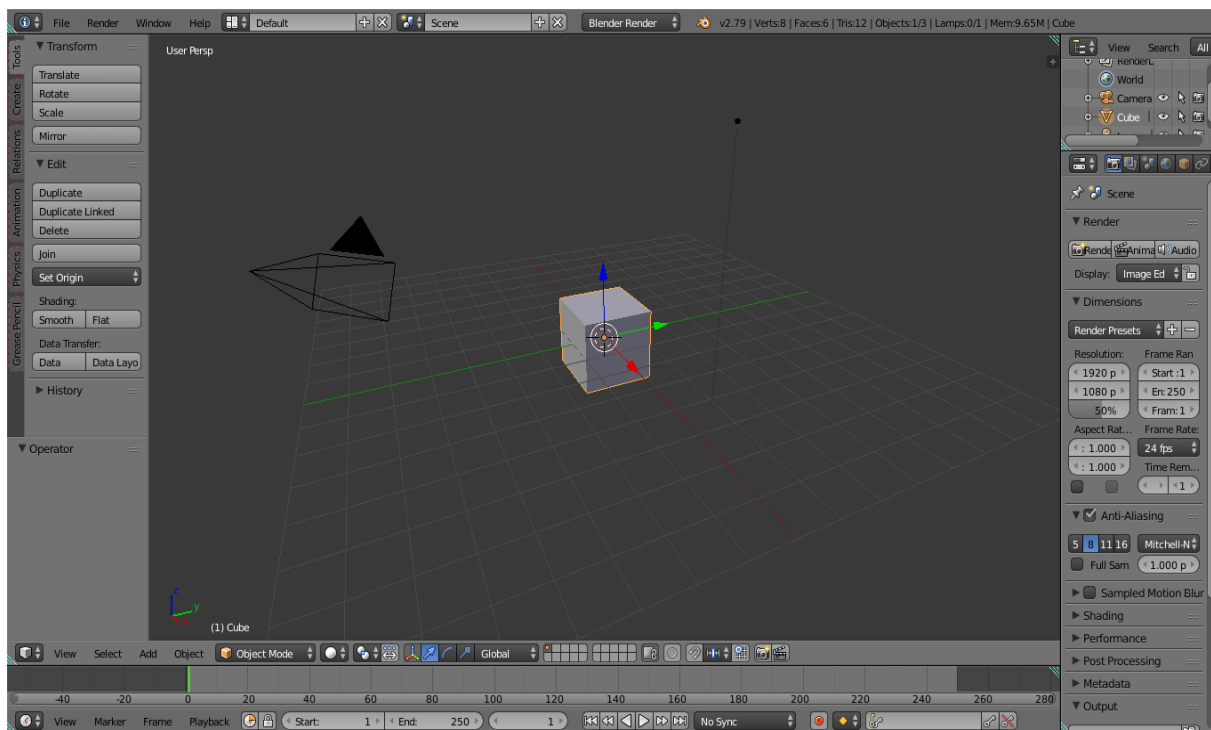 File Render Window Help Default Scene Blender Render v2.79 | Verts:8 | Faces:6 | Tris:12 | Objects:1/3 | Lamps:0/1 | Mem:9.65M | Cube
Tools
Create
Relations
Animation
Physics
Grease Pencil
Transform
Translate
Rotate
Scale
Mirror
Edit
Duplicate
Duplicate Linked
Delete
Join
Set Origin
Shading:
Smooth Flat
Data Transfer:
Data Data Layo
History
Operator
User Persp
z
y
x
(1) Cube
View Search All
RenderL
World
Camera
Cube
Scene
Render
Rende Anima Audio
Display: Image Ed
Dimensions
Render Presets
Resolution: Frame Ran
1920 p Start :1
1080 p En: 250
50% Fram: 1
Aspect Rat... Frame Rate:
: 1.000 24 fps
: 1.000 Time Rem...
1
Anti-Aliasing
5 8 11 16 Mitchell-N
Full Sam 1.000 p
Sampled Motion Blur
Shading
Performance
Post Processing
Metadata
Output
View Select Add Object Object Mode Global
-40 -20 0 20 40 60 80 100 120 140 160 180 200 220 240 260 280
View Marker Frame Playback Start: 1 End: 250 1 No Sync